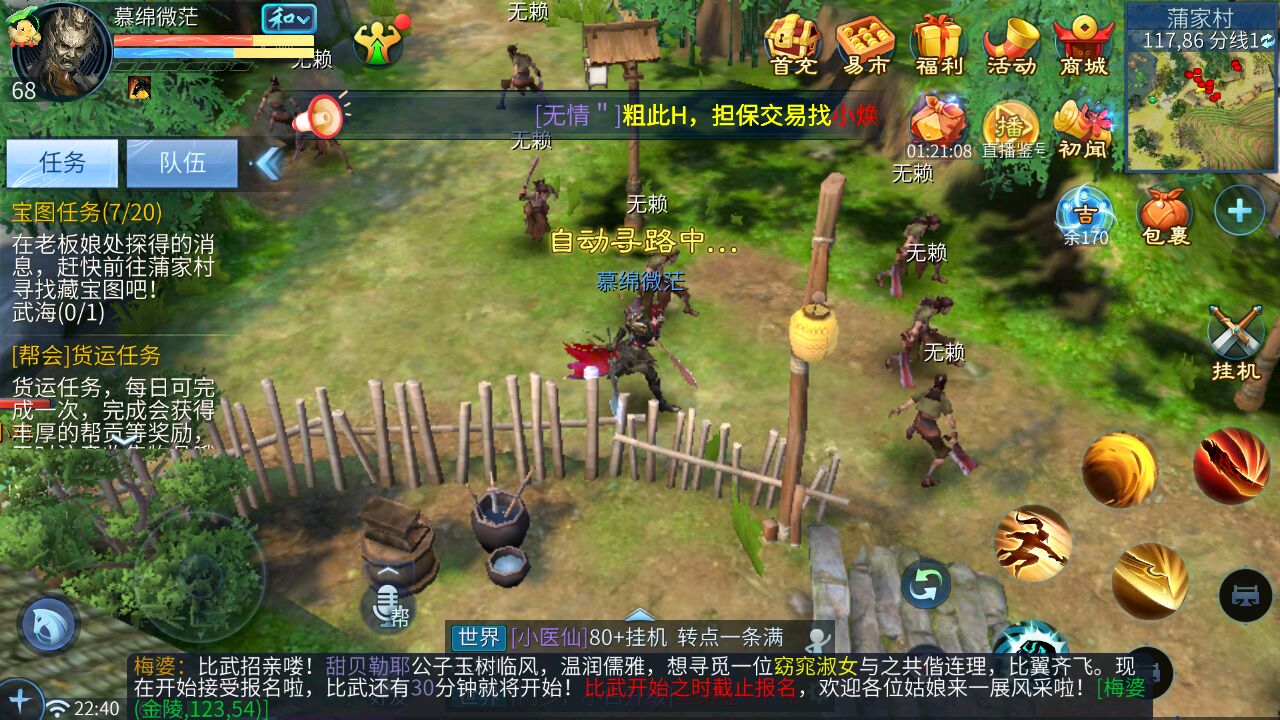 慕绵微茫
和
68
无赖
无赖
首充
易市
福利
活动
商城
蒲家村
117,86 分线1
[无情＂]粗此H，担保交易找小焕
01:21:08
播
直播鉴号
初闻
任务
队伍
无赖
无赖
无赖
吉
余170
包裹
宝图任务(7/20)
在老板娘处探得的消
息，赶快前往蒲家村
寻找藏宝图吧！
武海(0/1)
自动寻路中...
慕绵微茫
无赖
无赖
挂机
[帮会]货运任务
货运任务，每日可完
成一次，完成会获得
丰厚的帮贡等奖励，
帮
世界 [小医仙]80+挂机 转点一条满
梅婆：比武招亲喽！甜贝勒耶公子玉树临风，温润儒雅，想寻觅一位窈窕淑女与之共偕连理，比翼齐飞。现
在开始接受报名啦，比武还有30分钟就将开始！比武开始之时截止报名，欢迎各位姑娘来一展风采啦！[梅婆
(金陵,123,54)]
22:40